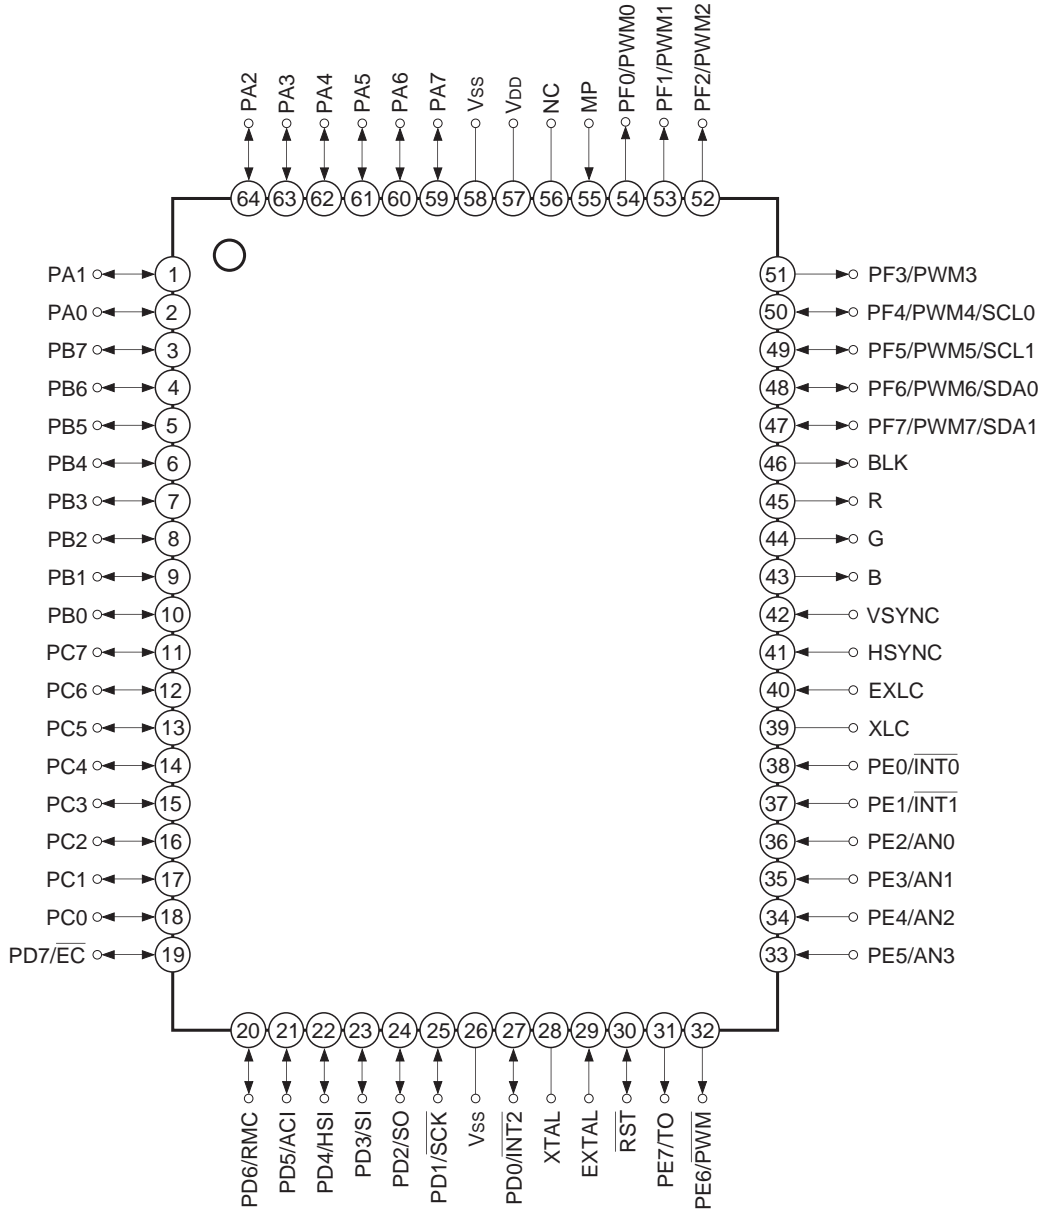 PA2
PA3
PA4
PA5
PA6
PA7
Vss
VDD
NC
MP
PF0/PWM0
PF1/PWM1
PF2/PWM2
64
63
62
61
60
59
58
57
56
55
54
53
52
PA1 1
PA0 2
PB7 3
PB6 4
PB5 5
PB4 6
PB3 7
PB2 8
PB1 9
PB0 10
PC7 11
PC6 12
PC5 13
PC4 14
PC3 15
PC2 16
PC1 17
PC0 18
PD7/E̅C̅ 19
51 PF3/PWM3
50 PF4/PWM4/SCL0
49 PF5/PWM5/SCL1
48 PF6/PWM6/SDA0
47 PF7/PWM7/SDA1
46 BLK
45 R
44 G
43 B
42 VSYNC
41 HSYNC
40 EXLC
39 XLC
38 PE0/I̅N̅T̅0̅
37 PE1/I̅N̅T̅1̅
36 PE2/AN0
35 PE3/AN1
34 PE4/AN2
33 PE5/AN3
20
21
22
23
24
25
26
27
28
29
30
31
32
PD6/RMC
PD5/ACI
PD4/HSI
PD3/SI
PD2/SO
PD1/S̅C̅K̅
Vss
PD0/I̅N̅T̅2̅
XTAL
EXTAL
R̅S̅T̅
PE7/TO
PE6/P̅W̅M̅